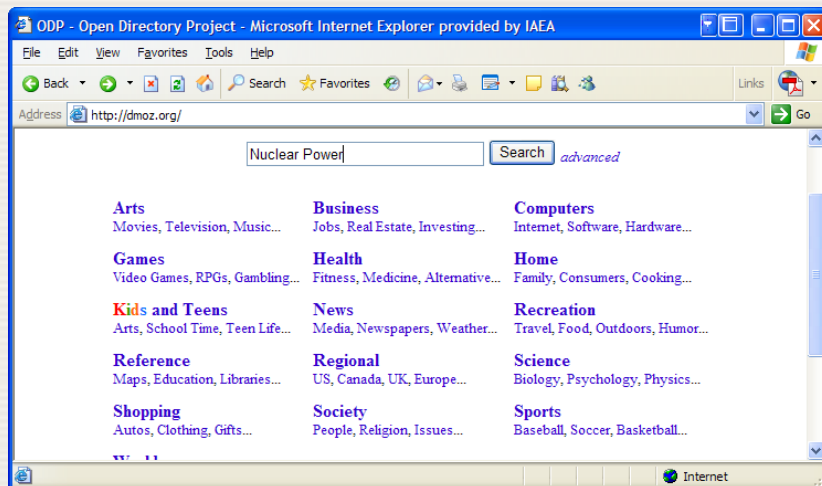 ODP - Open Directory Project - Microsoft Internet Explorer provided by IAEA
File Edit View Favorites Tools Help
Back Search Favorites Links
Address http://dmoz.org/ Go
Nuclear Power Search advanced
Arts Business Computers
Movies, Television, Music... Jobs, Real Estate, Investing... Internet, Software, Hardware...
Games Health Home
Video Games, RPGs, Gambling... Fitness, Medicine, Alternative... Family, Consumers, Cooking...
Kids and Teens News Recreation
Arts, School Time, Teen Life... Media, Newspapers, Weather... Travel, Food, Outdoors, Humor...
Reference Regional Science
Maps, Education, Libraries... US, Canada, UK, Europe... Biology, Psychology, Physics...
Shopping Society Sports
Autos, Clothing, Gifts... People, Religion, Issues... Baseball, Soccer, Basketball...
Internet